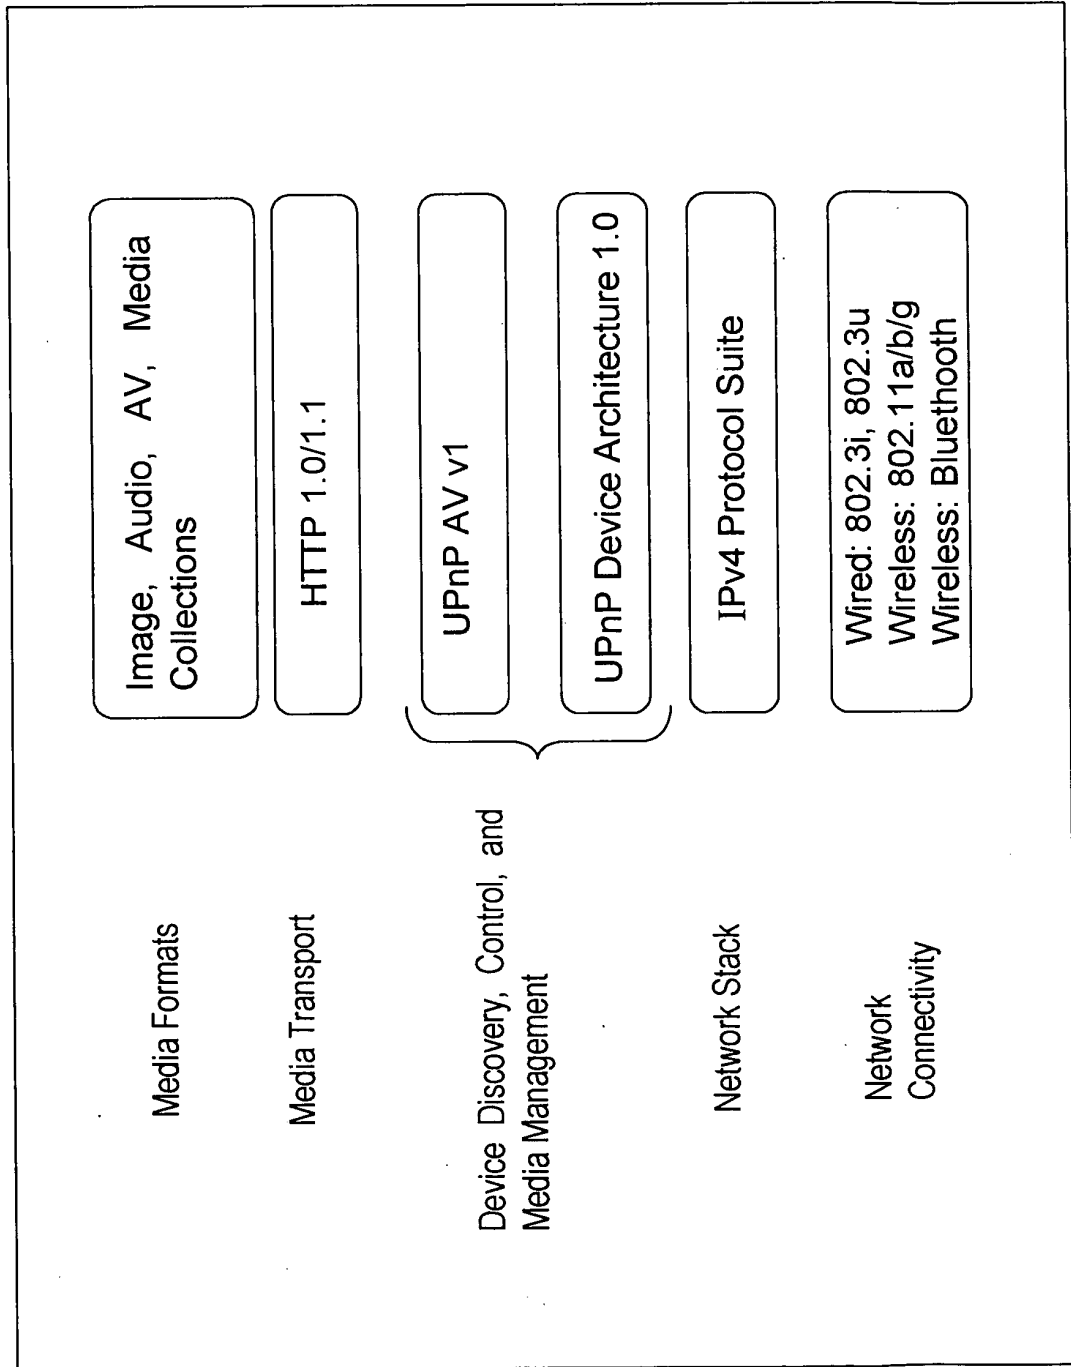 Media Formats
Image, Audio, AV, Media
Collections
Media Transport
HTTP 1.0/1.1
Device Discovery, Control, and
Media Management
UPnP AV v1
UPnP Device Architecture 1.0
Network Stack
IPv4 Protocol Suite
Network
Connectivity
Wired: 802.3i, 802.3u
Wireless: 802.11a/b/g
Wireless: Bluethooth